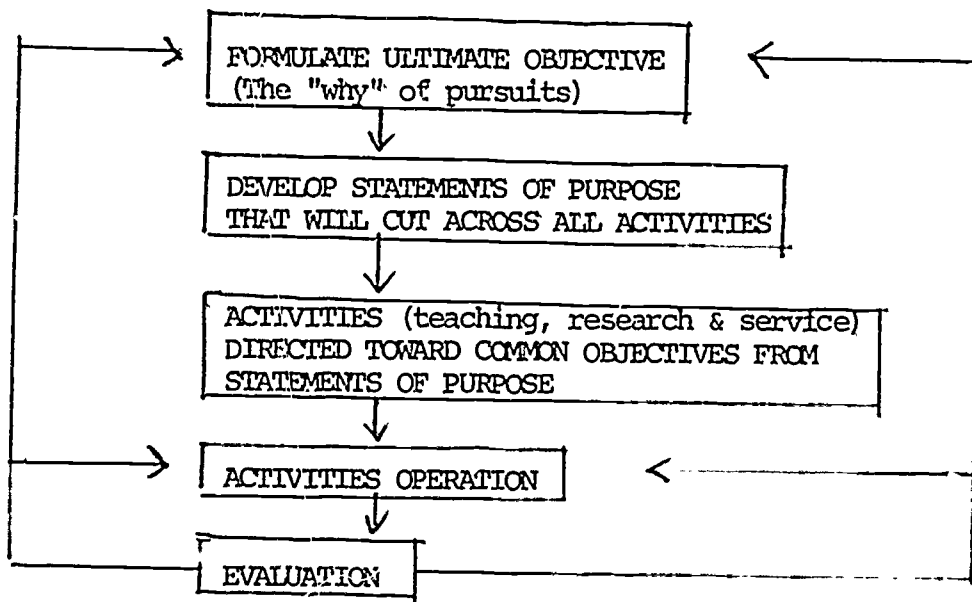 FORMULATE ULTIMATE OBJECTIVE
(The "why" of pursuits)
DEVELOP STATEMENTS OF PURPOSE
THAT WILL CUT ACROSS ALL ACTIVITIES
ACTIVITIES (teaching, research & service)
DIRECTED TOWARD COMMON OBJECTIVES FROM
STATEMENTS OF PURPOSE
ACTIVITIES OPERATION
EVALUATION